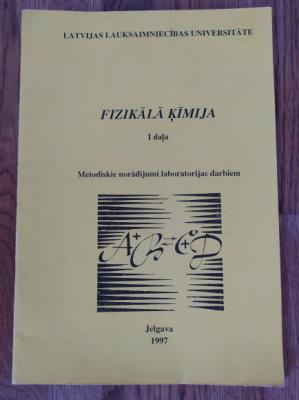 LATVIJAS LAUKSAIMNIECĪBAS UNIVERSITĀTE
FIZIKĀLĀ ĶĪMIJA
I daļa
Metodiskie norādījumi laboratorijas darbiem
A+B⇄C+D
Jelgava
1997